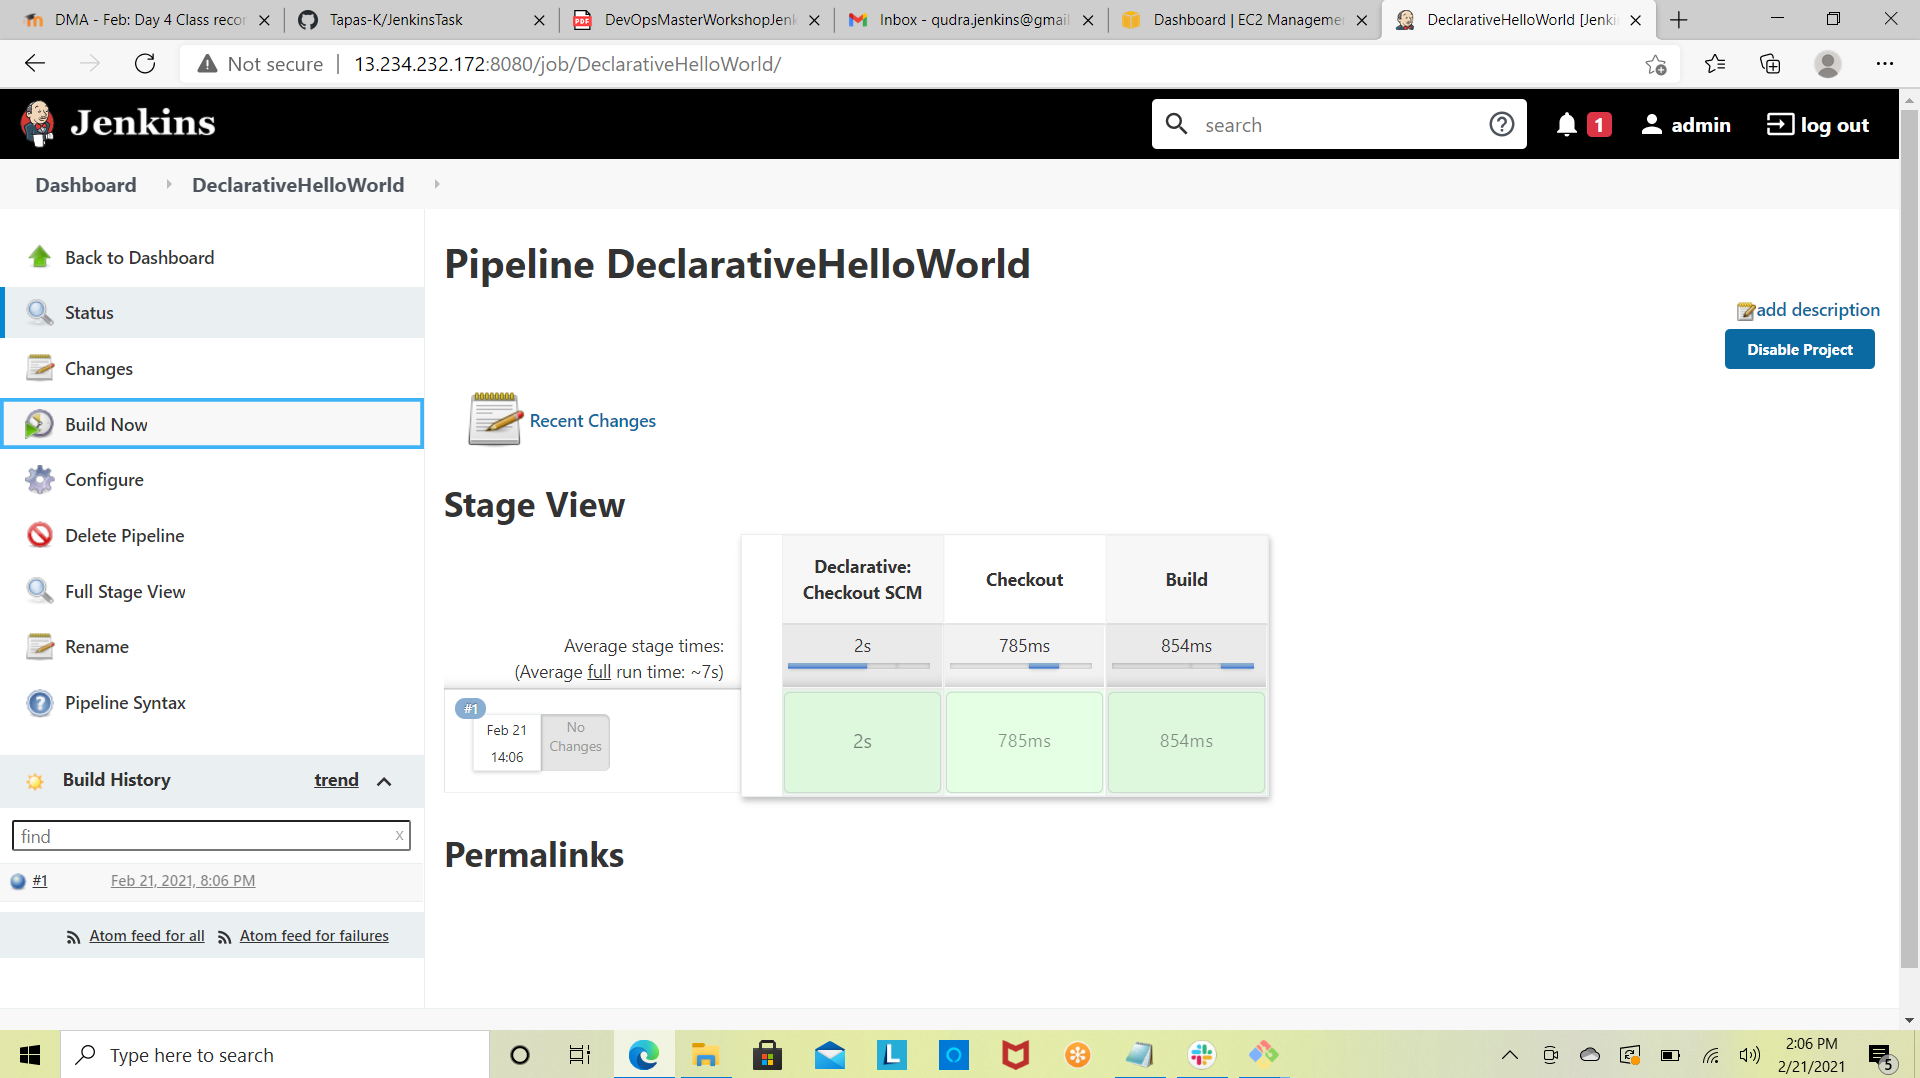 DMA - Feb: Day 4 Class recor
Tapas-K/JenkinsTask
DevOpsMasterWorkshopJenk
Inbox - qudra.jenkins@gmail
Dashboard | EC2 Manageme
DeclarativeHelloWorld [Jenki
Not secure | 13.234.232.172:8080/job/DeclarativeHelloWorld/
Jenkins
search
1
admin
log out
Dashboard
DeclarativeHelloWorld
Back to Dashboard
Status
Changes
Build Now
Configure
Delete Pipeline
Full Stage View
Rename
Pipeline Syntax
Build History
trend
find
x
#1
Feb 21, 2021, 8:06 PM
Atom feed for all
Atom feed for failures
Pipeline DeclarativeHelloWorld
add description
Disable Project
Recent Changes
Stage View
Declarative:
Checkout SCM
Checkout
Build
Average stage times:
(Average full run time: ~7s)
2s
785ms
854ms
#1
Feb 21
14:06
No
Changes
2s
785ms
854ms
Permalinks
Type here to search
2:06 PM
2/21/2021
5